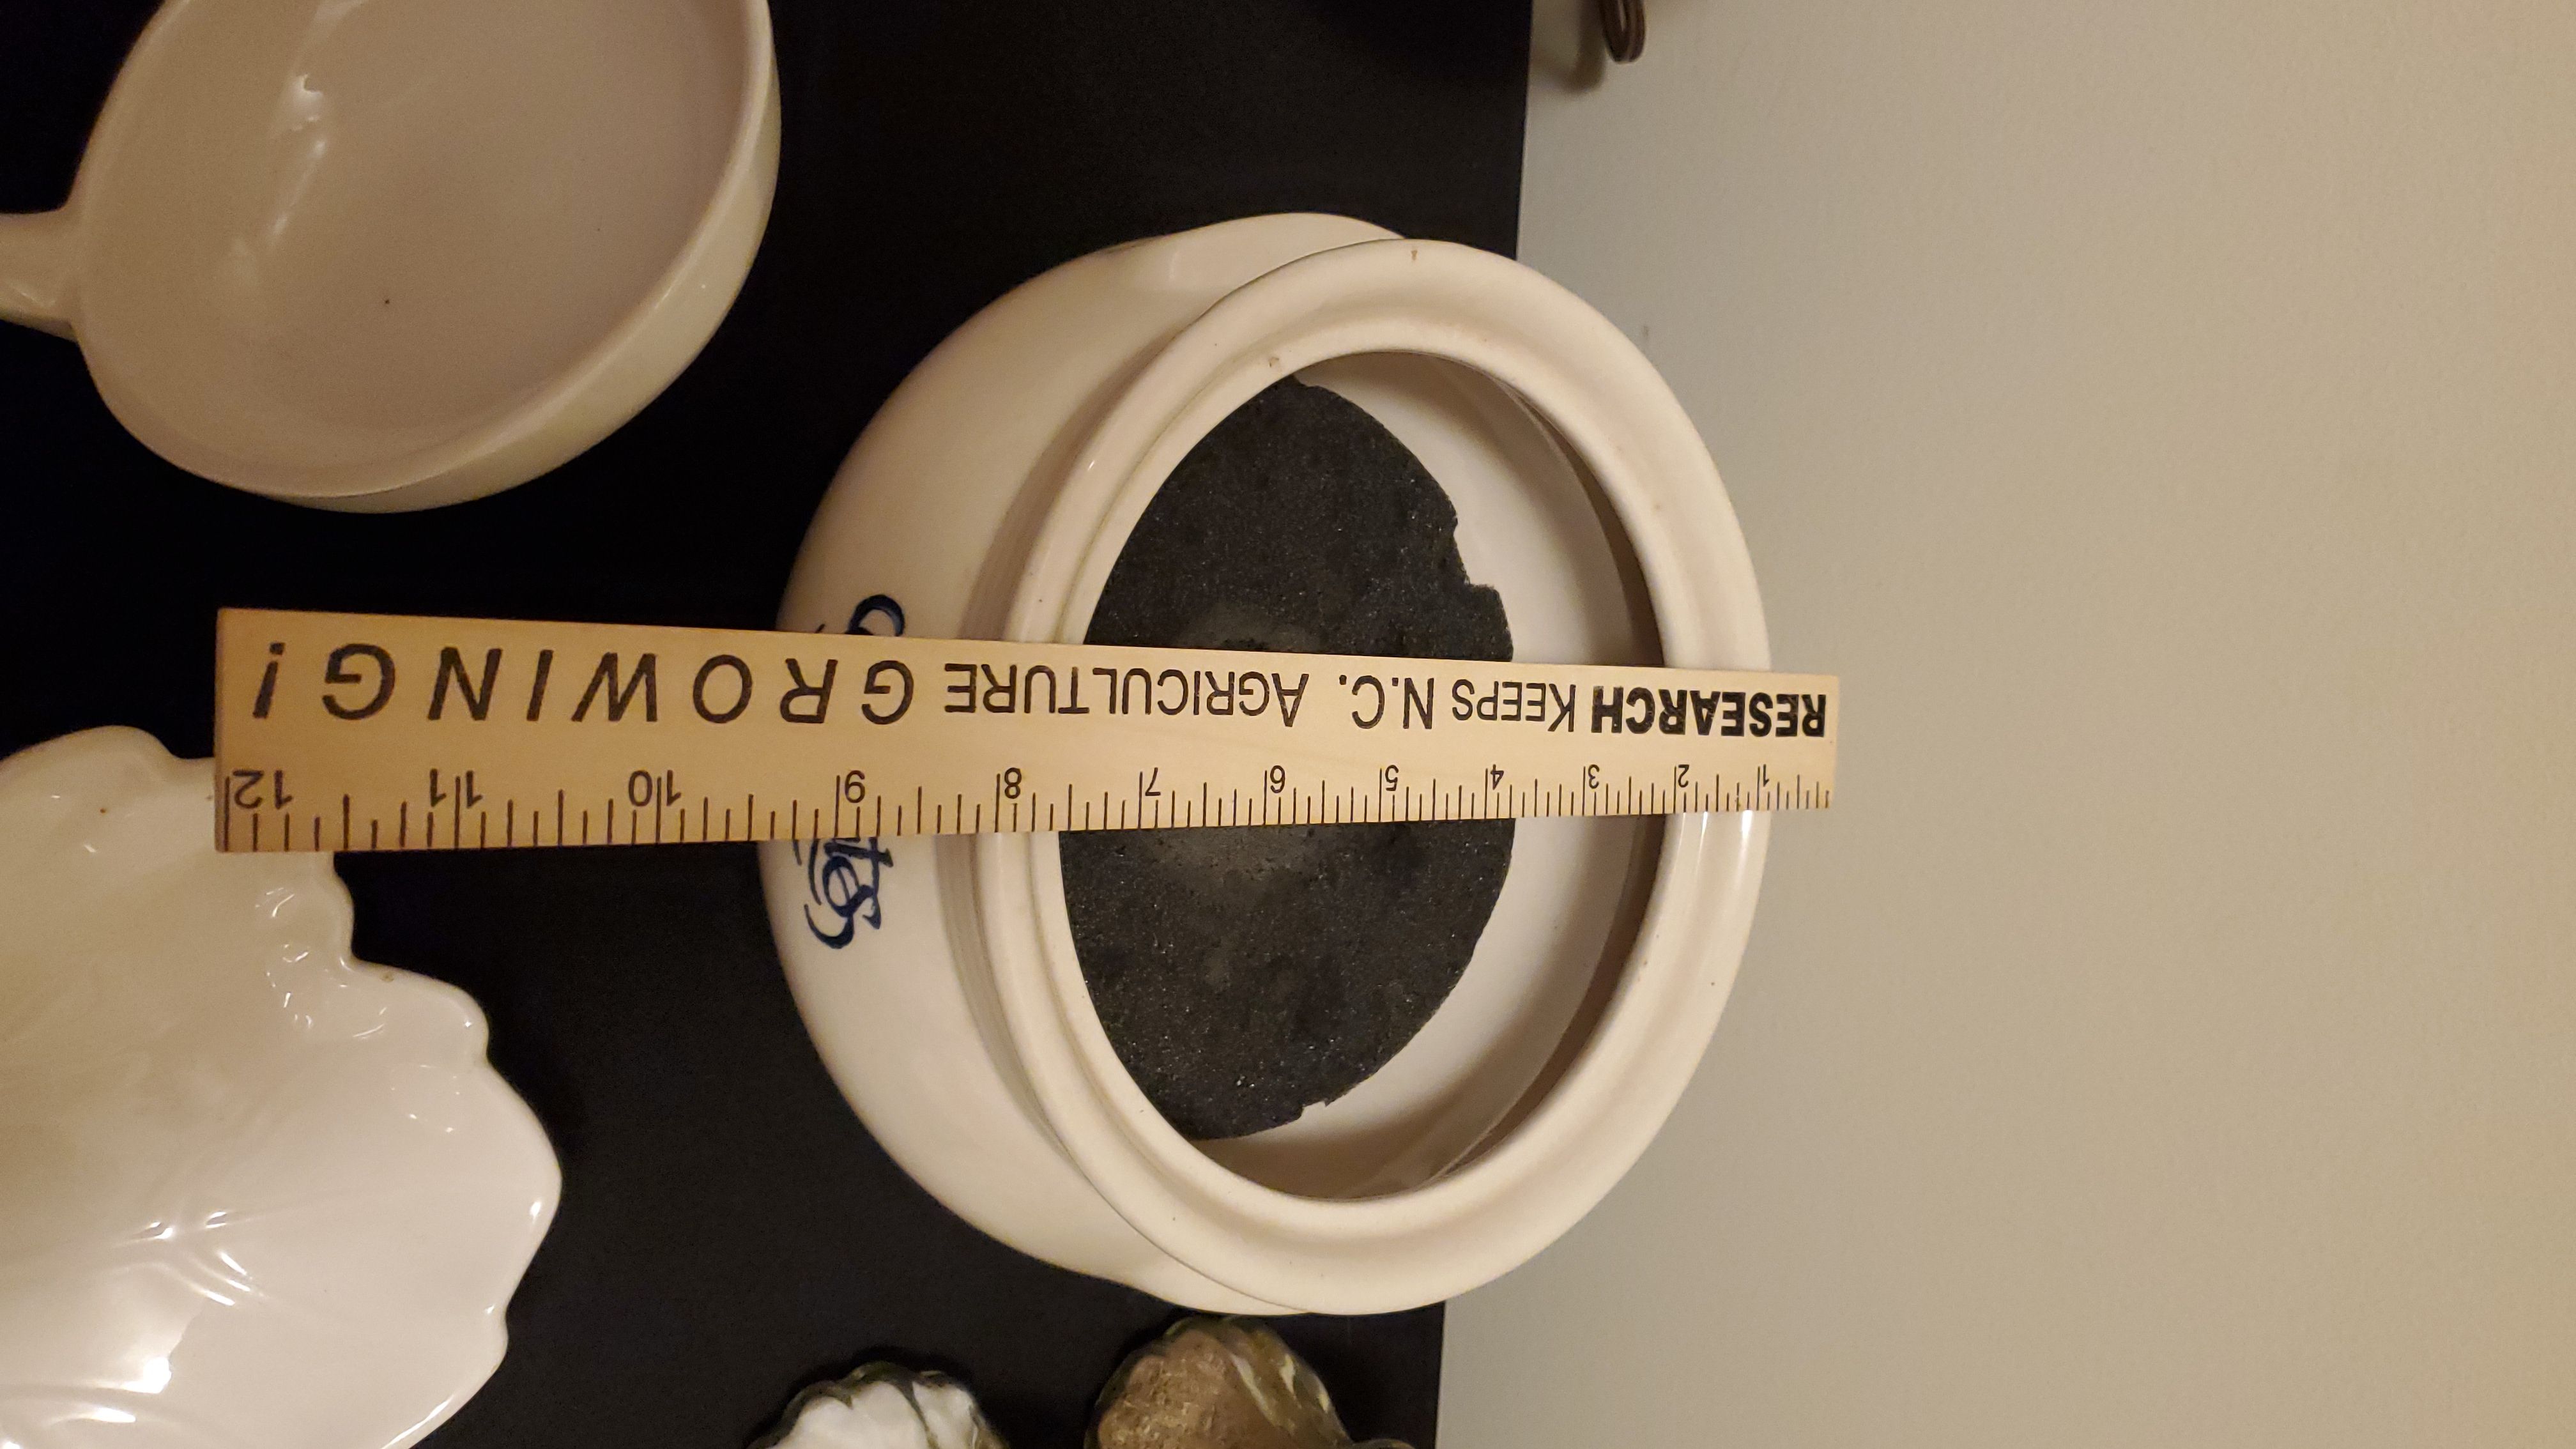 RESEARCH KEEPS N.C. AGRICULTURE GROWING!
1 2 3 4 5 6 7 8 9 10 11 12